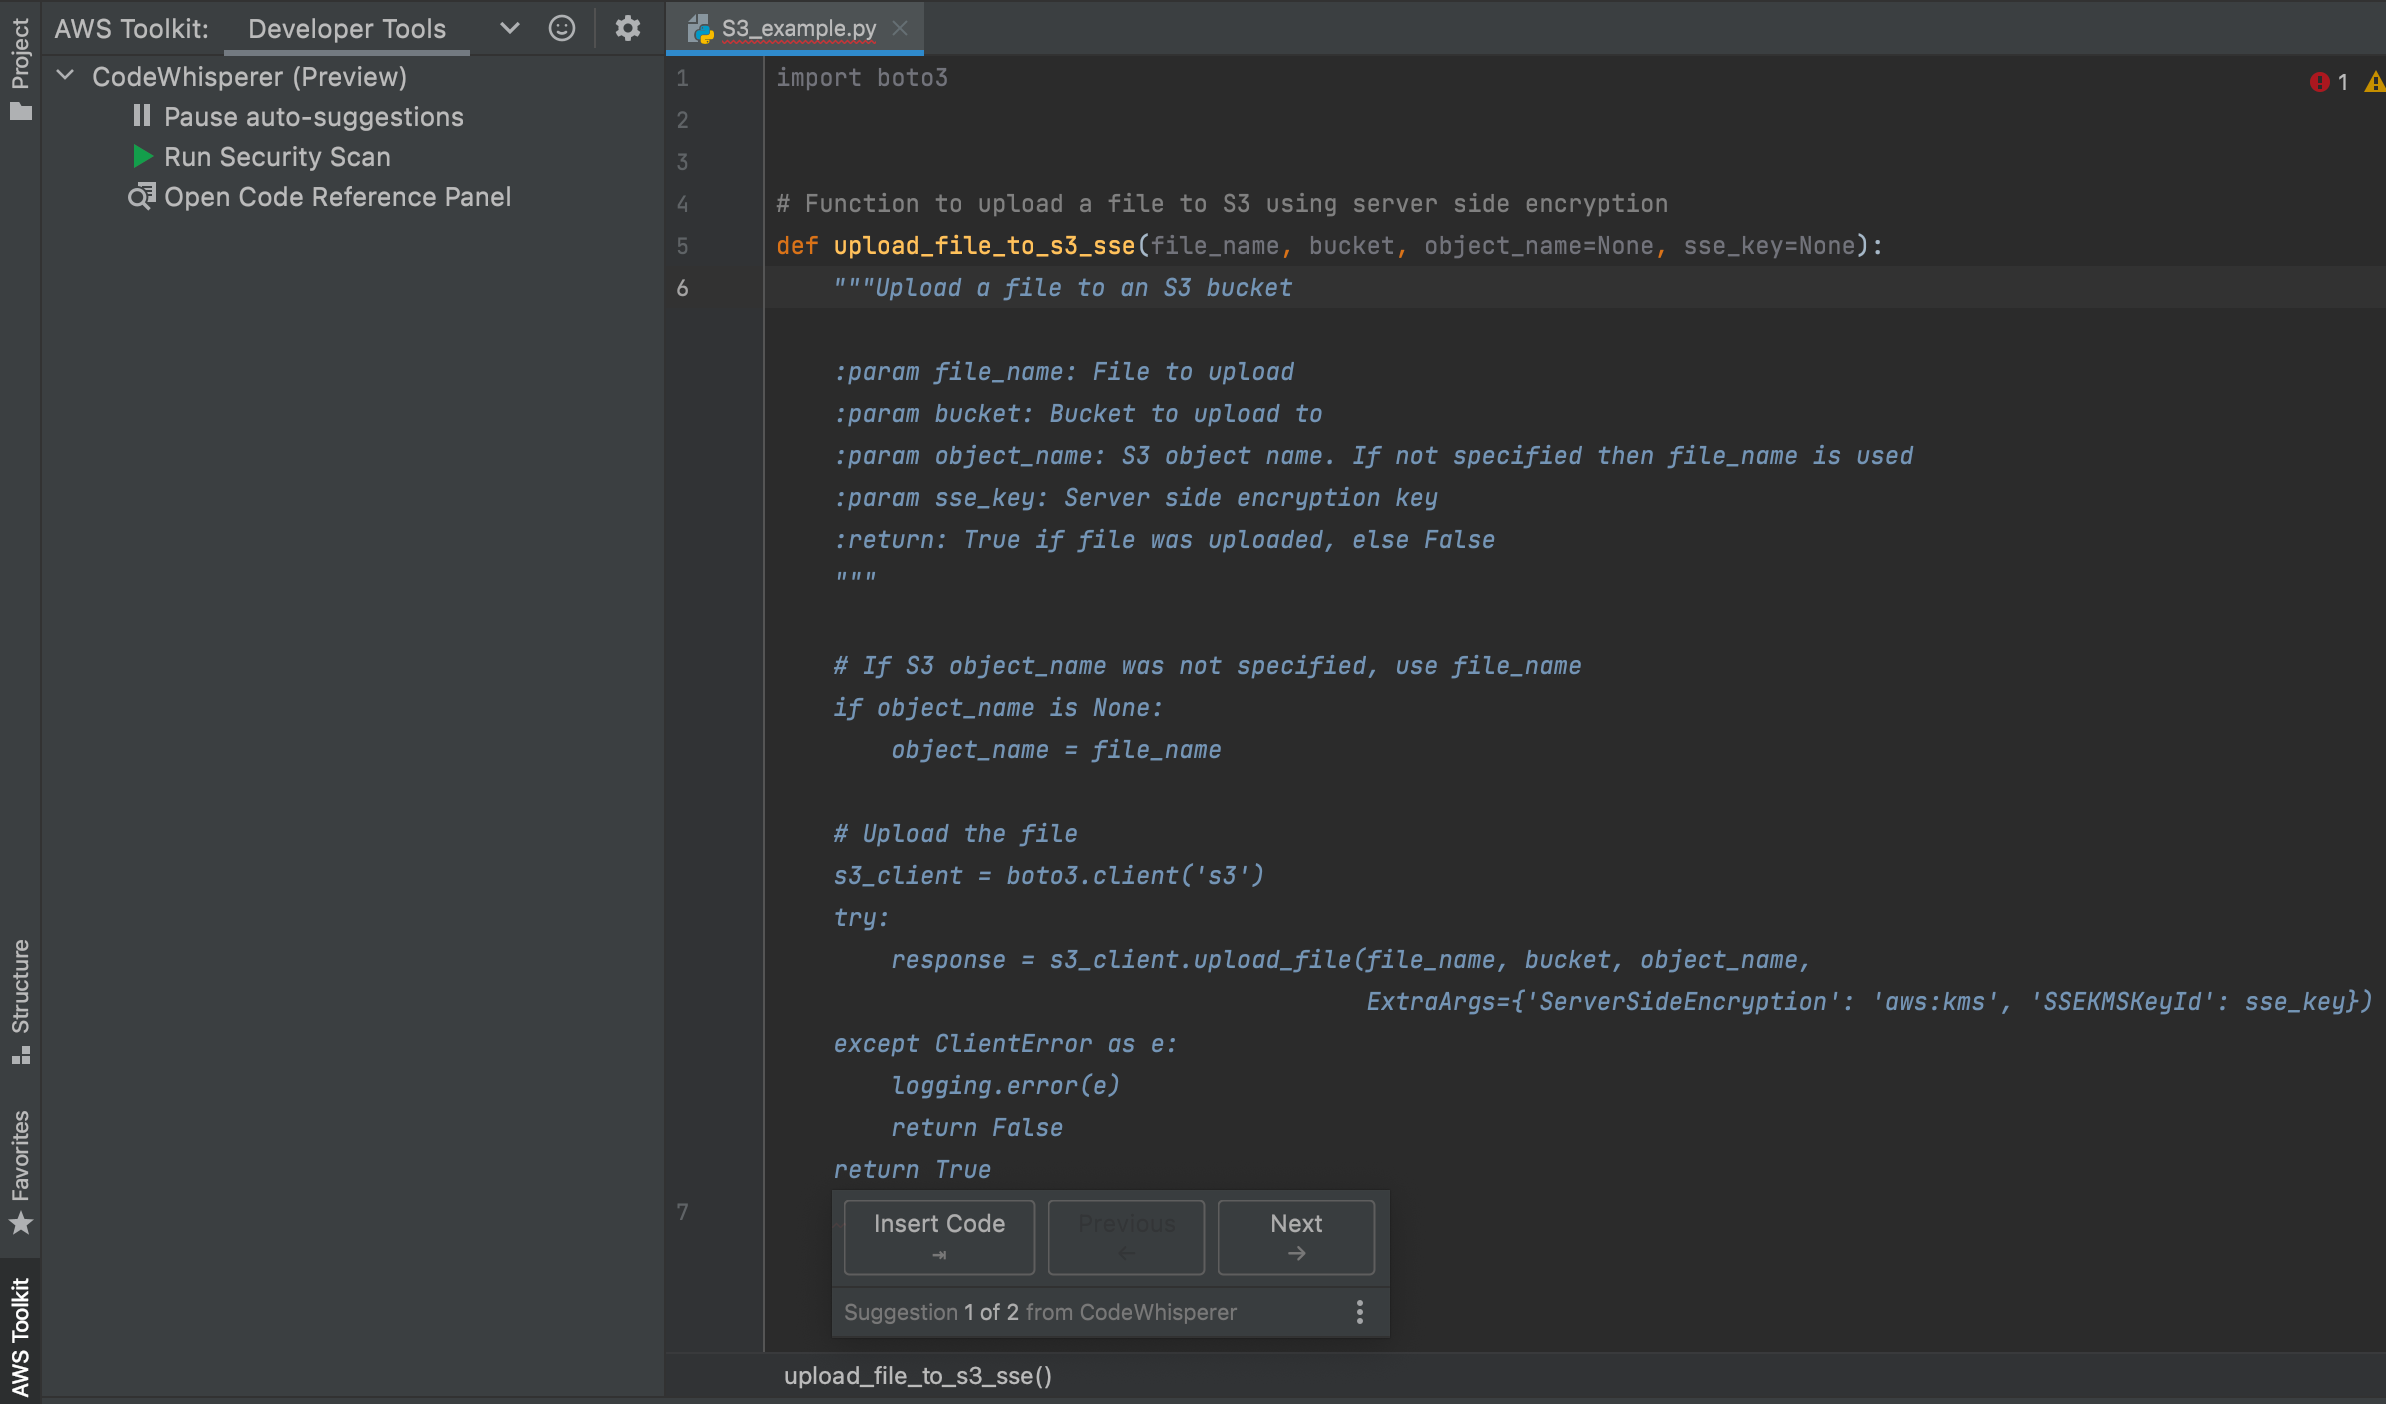 AWS Toolkit: Developer Tools
CodeWhisperer (Preview)
Pause auto-suggestions
Run Security Scan
Open Code Reference Panel
Project
Structure
Favorites
AWS Toolkit
S3_example.py
1
1 import boto3
2
3
4 # Function to upload a file to S3 using server side encryption
5 def upload_file_to_s3_sse(file_name, bucket, object_name=None, sse_key=None):
6 """Upload a file to an S3 bucket
:param file_name: File to upload
:param bucket: Bucket to upload to
:param object_name: S3 object name. If not specified then file_name is used
:param sse_key: Server side encryption key
:return: True if file was uploaded, else False
"""
# If S3 object_name was not specified, use file_name
if object_name is None:
object_name = file_name
# Upload the file
s3_client = boto3.client('s3')
try:
response = s3_client.upload_file(file_name, bucket, object_name,
ExtraArgs={'ServerSideEncryption': 'aws:kms', 'SSEKMSKeyId': sse_key})
except ClientError as e:
logging.error(e)
return False
return True
7
Insert Code Previous Next
Suggestion 1 of 2 from CodeWhisperer
upload_file_to_s3_sse()